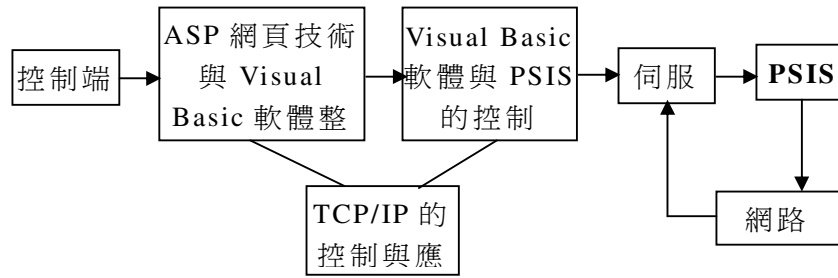 控制端
ASP 網頁技術
與 Visual
Basic 軟體整
Visual Basic
軟體與 PSIS
的控制
伺服
PSIS
TCP/IP 的
控制與應
網路